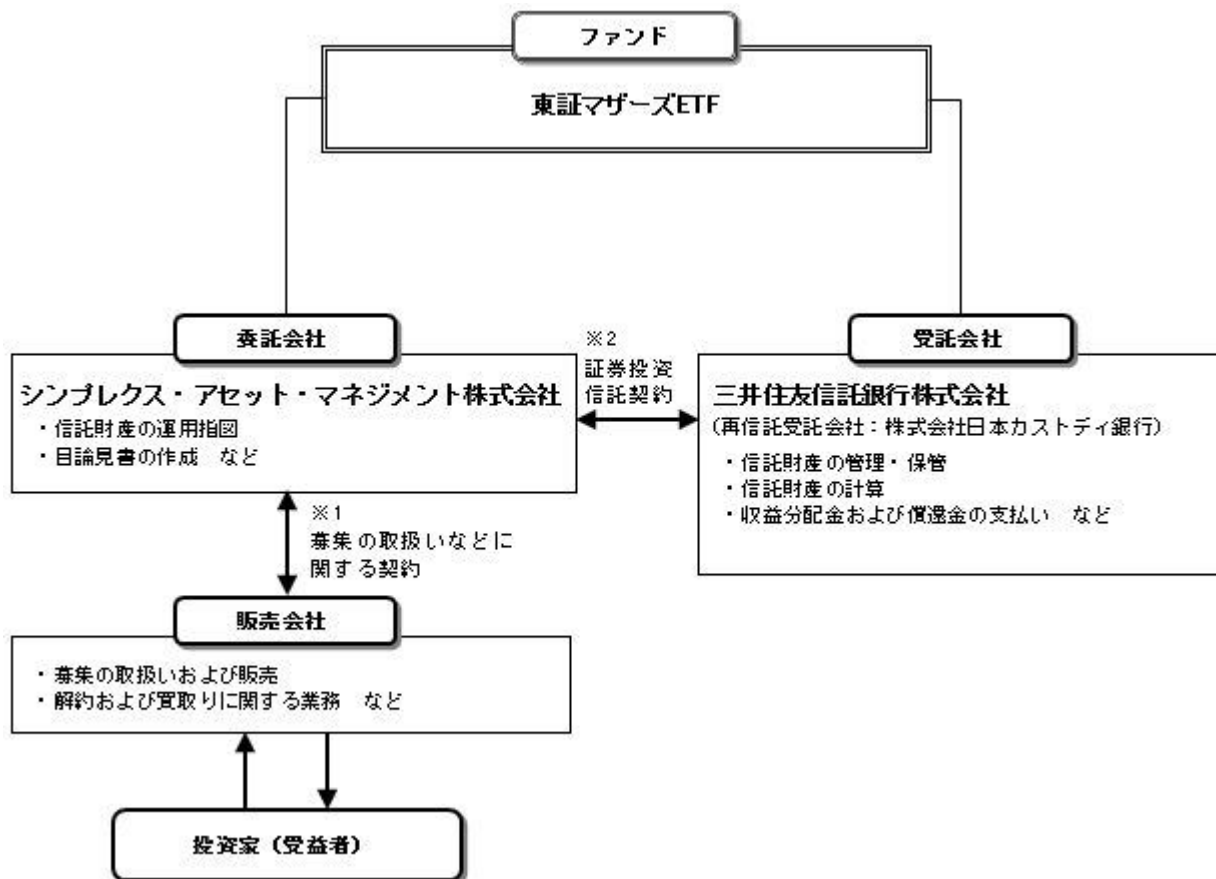 ファンド
東証マザーズETF
委託会社
シンプレクス・アセット・マネジメント株式会社
・信託財産の運用指図
・目論見書の作成 など
※2
証券投資
信託契約
受託会社
三井住友信託銀行株式会社
(再信託受託会社：株式会社日本カストディ銀行)
・信託財産の管理・保管
・信託財産の計算
・収益分配金および償還金の支払い など
※1
募集の取扱いなどに
関する契約
販売会社
・募集の取扱いおよび販売
・解約および買取りに関する業務 など
投資家（受益者）